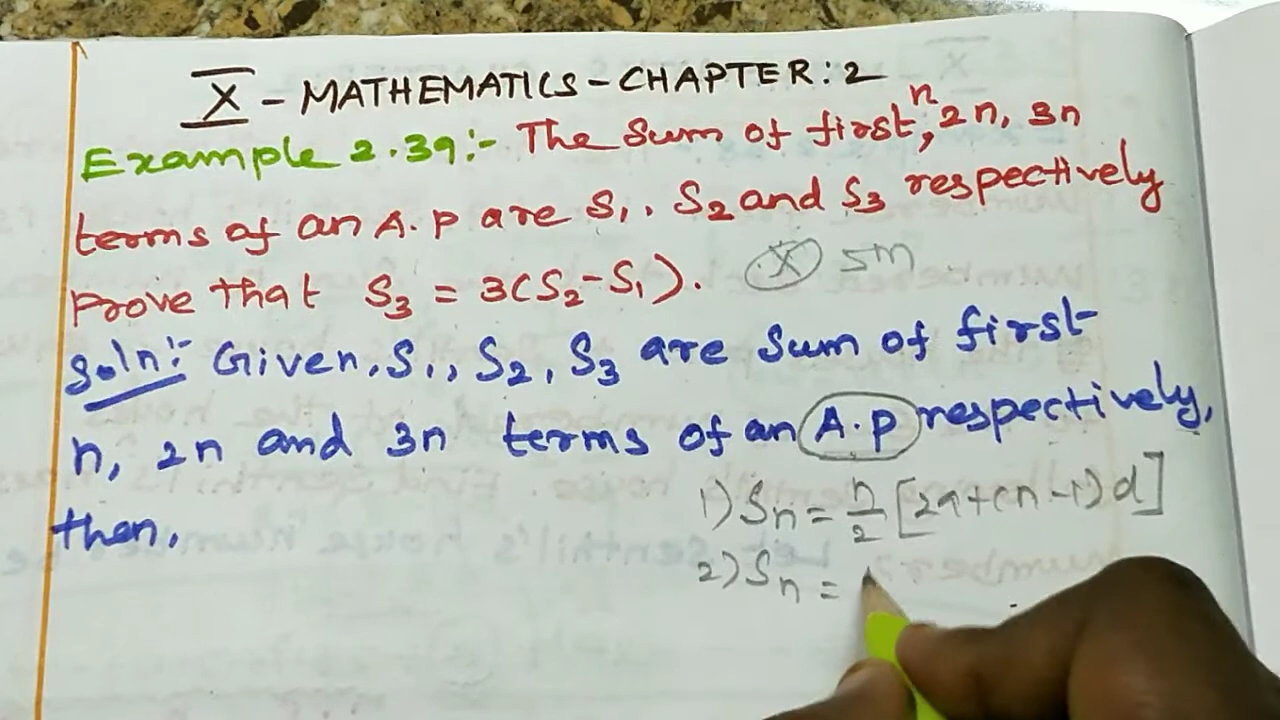 X - MATHEMATICS - CHAPTER: 2
Example 2.39:- The Sum of first n, 2n, 3n
terms of an A.P are S₁, S₂ and S₃ respectively
Prove that S₃ = 3(S₂-S₁). X 5m
Soln:- Given, S₁, S₂, S₃ are Sum of first
n, 2n and 3n terms of an A.P respectively,
then,
1) Sn = n/2 [2a+(n-1)d]
2) Sn =